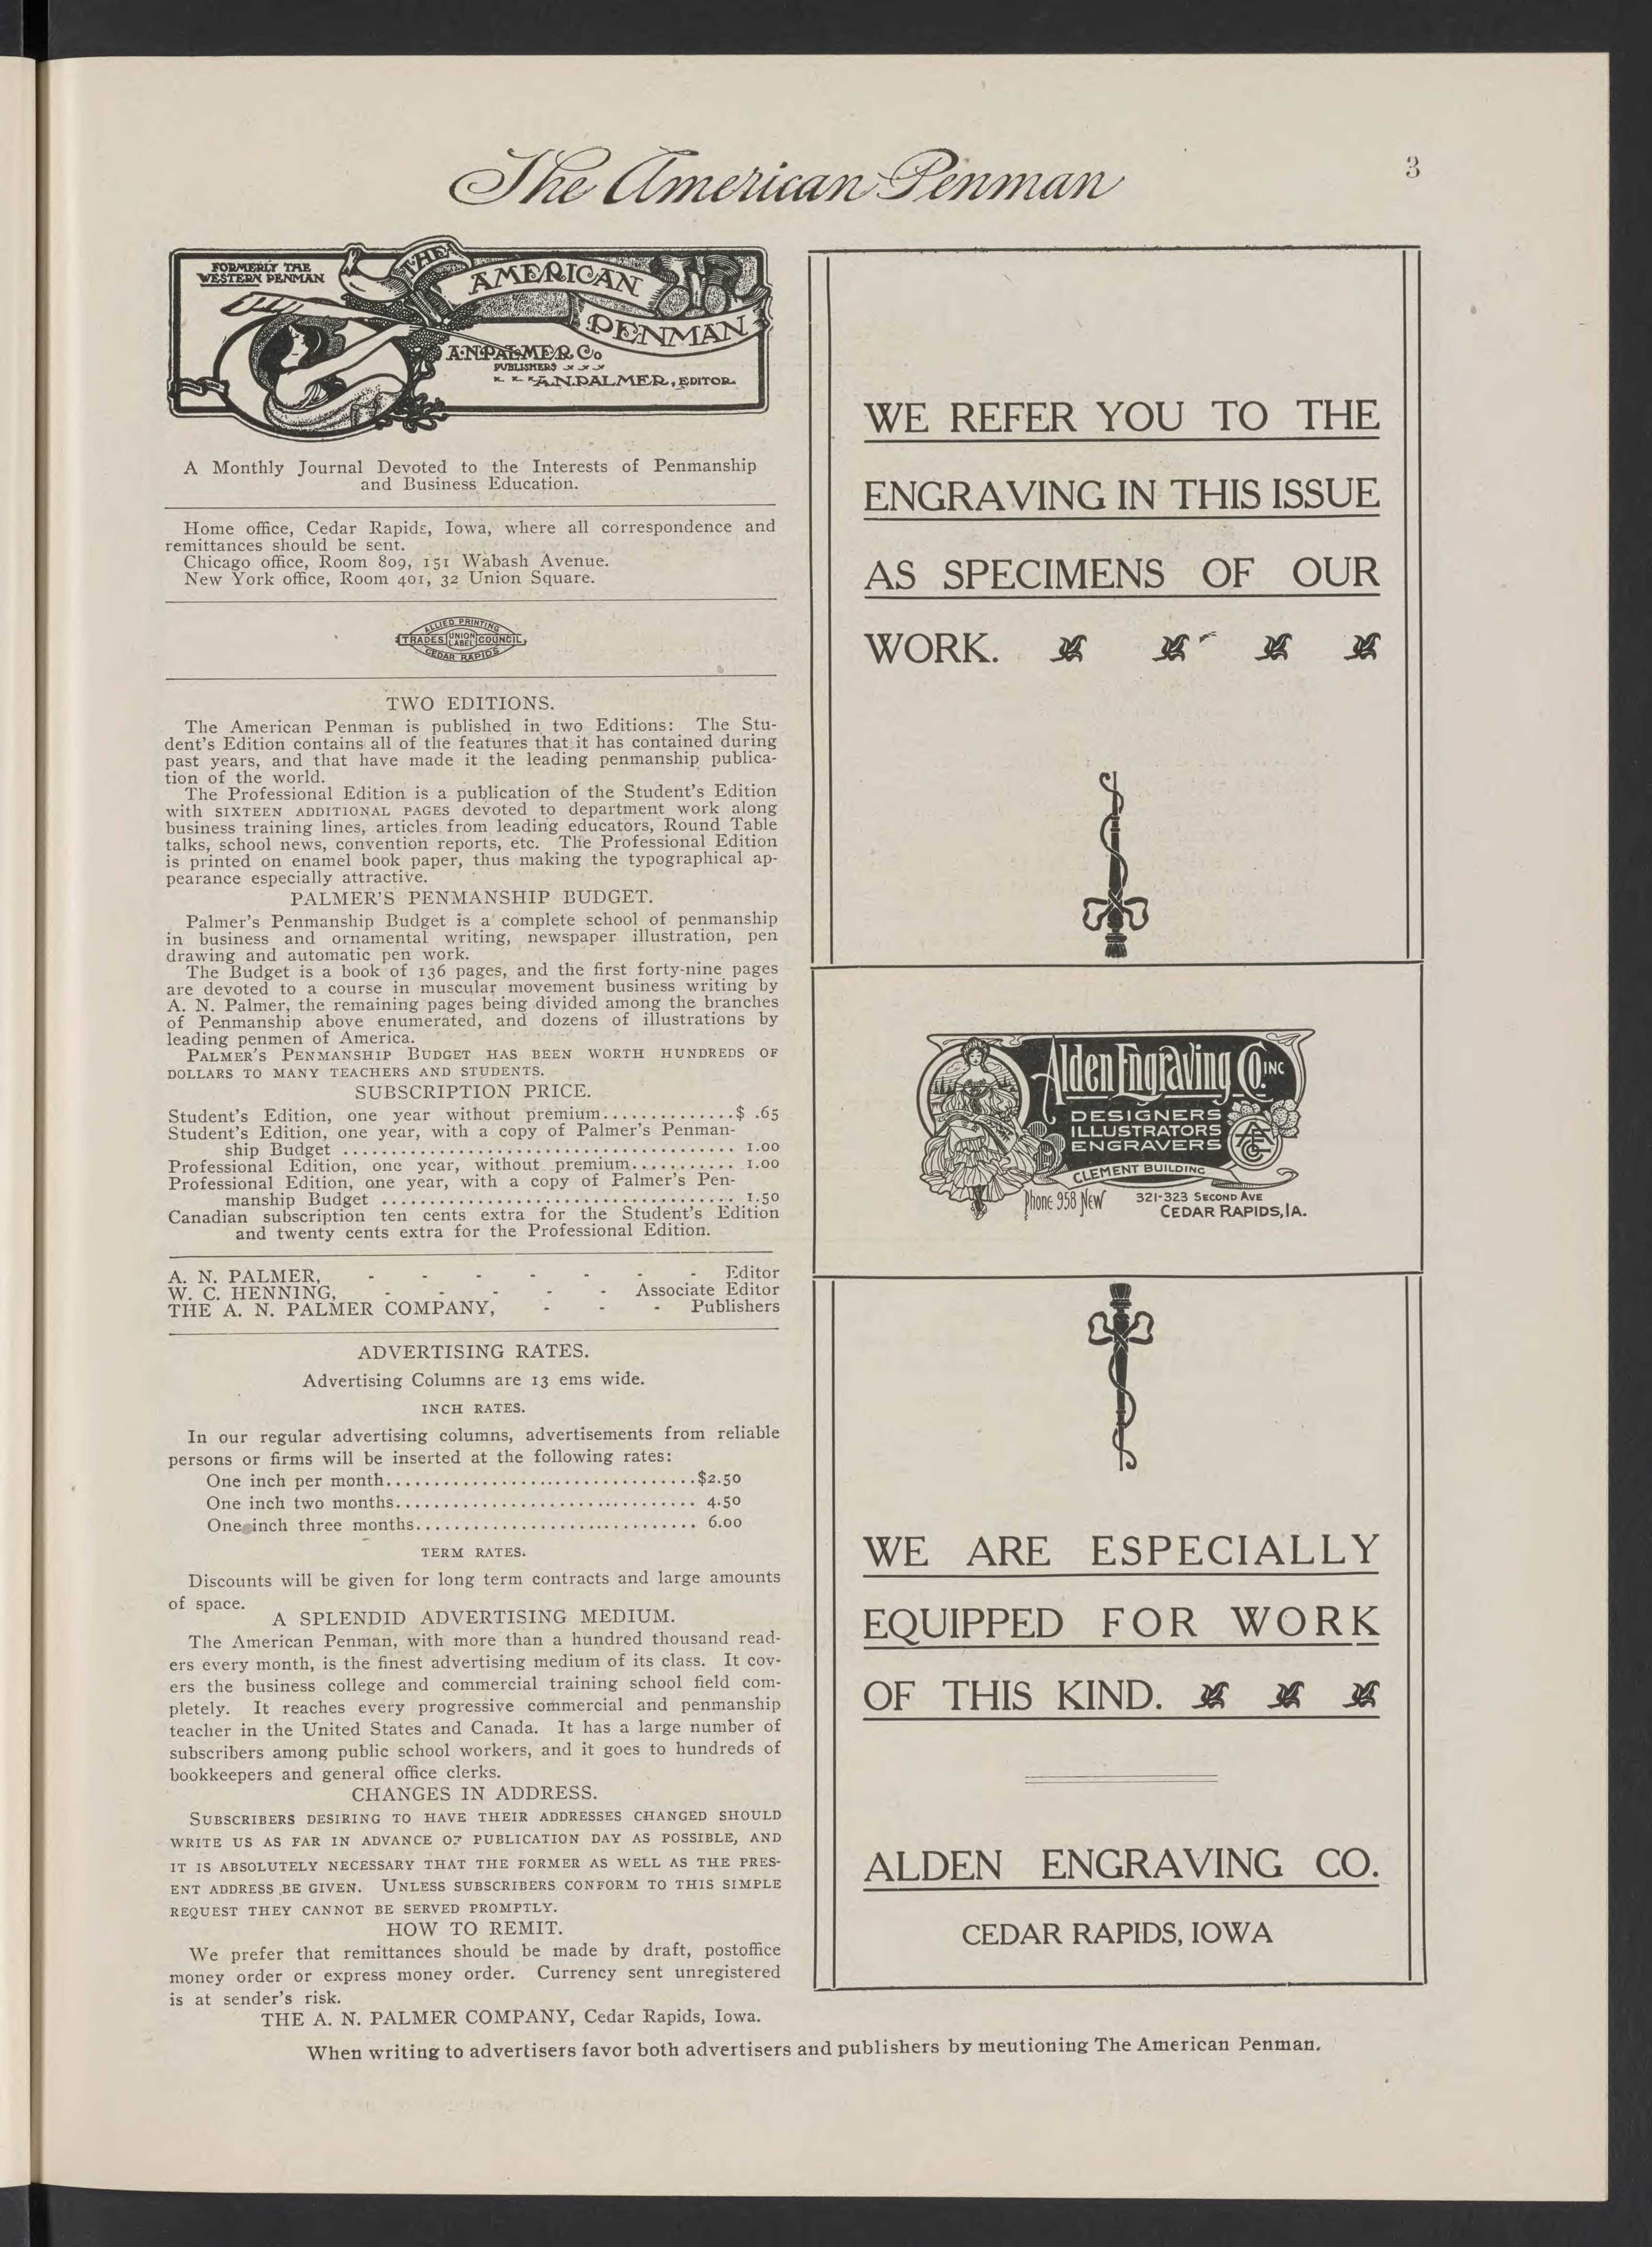 The American Penman
3
FORMERLY THE
WESTERN PENMAN
THE
AMERICAN
PENMAN
A.N. PALMER Co
PUBLISHERS
A.N. PALMER, EDITOR.
A Monthly Journal Devoted to the Interests of Penmanship
and Business Education.
Home office, Cedar Rapids, Iowa, where all correspondence and
remittances should be sent.
Chicago office, Room 809, 151 Wabash Avenue.
New York office, Room 401, 32 Union Square.
ALLIED PRINTING
TRADES UNION LABEL COUNCIL
CEDAR RAPIDS
TWO EDITIONS.
The American Penman is published in two Editions: The Stu-
dent's Edition contains all of the features that it has contained during
past years, and that have made it the leading penmanship publica-
tion of the world.
The Professional Edition is a publication of the Student's Edition
with SIXTEEN ADDITIONAL PAGES devoted to department work along
business training lines, articles from leading educators, Round Table
talks, school news, convention reports, etc. The Professional Edition
is printed on enamel book paper, thus making the typographical ap-
pearance especially attractive.
PALMER'S PENMANSHIP BUDGET.
Palmer's Penmanship Budget is a complete school of penmanship
in business and ornamental writing, newspaper illustration, pen
drawing and automatic pen work.
The Budget is a book of 136 pages, and the first forty-nine pages
are devoted to a course in muscular movement business writing by
A. N. Palmer, the remaining pages being divided among the branches
of Penmanship above enumerated, and dozens of illustrations by
leading penmen of America.
PALMER'S PENMANSHIP BUDGET HAS BEEN WORTH HUNDREDS OF
DOLLARS TO MANY TEACHERS AND STUDENTS.
SUBSCRIPTION PRICE.
Student's Edition, one year without premium..............$ .65
Student's Edition, one year, with a copy of Palmer's Penman-
ship Budget ......................................... 1.00
Professional Edition, one year, without premium........... 1.00
Professional Edition, one year, with a copy of Palmer's Pen-
manship Budget ..................................... 1.50
Canadian subscription ten cents extra for the Student's Edition
and twenty cents extra for the Professional Edition.
A. N. PALMER, - - - - - - - Editor
W. C. HENNING, - - - - - Associate Editor
THE A. N. PALMER COMPANY, - - - Publishers
ADVERTISING RATES.
Advertising Columns are 13 ems wide.
INCH RATES.
In our regular advertising columns, advertisements from reliable
persons or firms will be inserted at the following rates:
One inch per month................................$2.50
One inch two months............................... 4.50
One inch three months............................. 6.00
TERM RATES.
Discounts will be given for long term contracts and large amounts
of space.
A SPLENDID ADVERTISING MEDIUM.
The American Penman, with more than a hundred thousand read-
ers every month, is the finest advertising medium of its class. It cov-
ers the business college and commercial training school field com-
pletely. It reaches every progressive commercial and penmanship
teacher in the United States and Canada. It has a large number of
subscribers among public school workers, and it goes to hundreds of
bookkeepers and general office clerks.
CHANGES IN ADDRESS.
SUBSCRIBERS DESIRING TO HAVE THEIR ADDRESSES CHANGED SHOULD
WRITE US AS FAR IN ADVANCE OF PUBLICATION DAY AS POSSIBLE, AND
IT IS ABSOLUTELY NECESSARY THAT THE FORMER AS WELL AS THE PRES-
ENT ADDRESS BE GIVEN. UNLESS SUBSCRIBERS CONFORM TO THIS SIMPLE
REQUEST THEY CANNOT BE SERVED PROMPTLY.
HOW TO REMIT.
We prefer that remittances should be made by draft, postoffice
money order or express money order. Currency sent unregistered
is at sender's risk.
THE A. N. PALMER COMPANY, Cedar Rapids, Iowa.
WE REFER YOU TO THE
ENGRAVING IN THIS ISSUE
AS SPECIMENS OF OUR
WORK.
Alden Engraving Co. INC
DESIGNERS
ILLUSTRATORS
ENGRAVERS
CLEMENT BUILDING
Phone 958 New
321-323 SECOND AVE
CEDAR RAPIDS, IA.
WE ARE ESPECIALLY
EQUIPPED FOR WORK
OF THIS KIND.
ALDEN ENGRAVING CO.
CEDAR RAPIDS, IOWA
When writing to advertisers favor both advertisers and publishers by meutioning The American Penman.